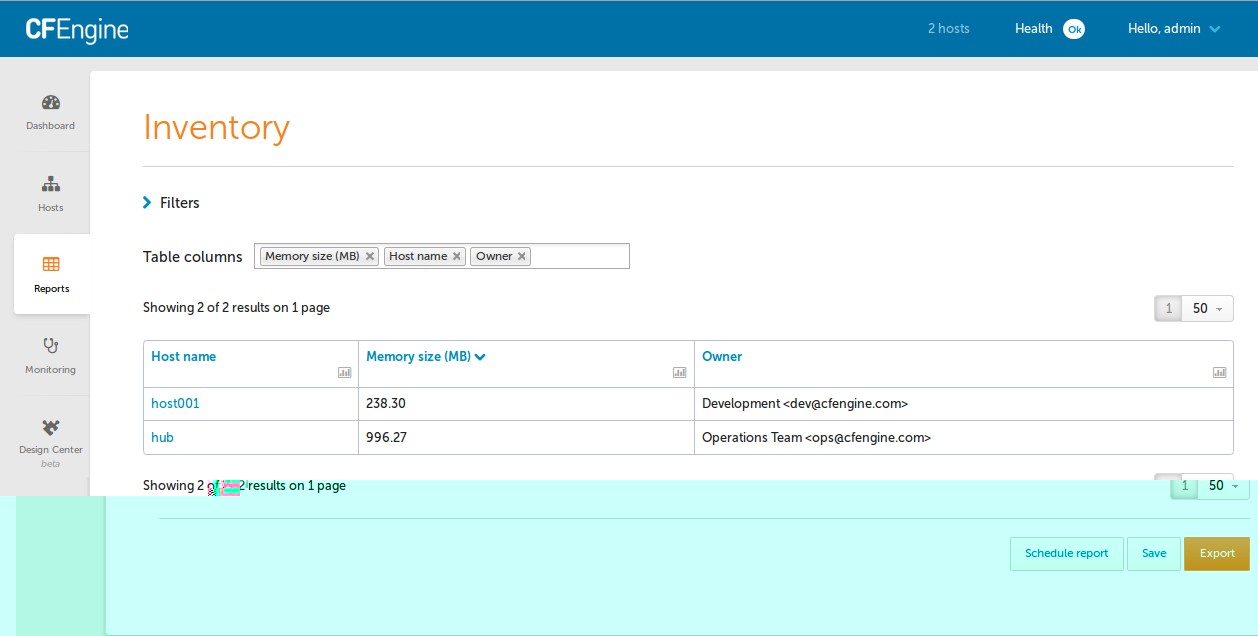 CFEngine
2 hosts Health Ok Hello, admin
Dashboard
Hosts
Reports
Monitoring
Design Center
beta
Inventory
Filters
Table columns Memory size (MB) Host name Owner
Showing 2 of 2 results on 1 page 1 50
Host name Memory size (MB) Owner
host001 238.30 Development <dev@cfengine.com>
hub 996.27 Operations Team <ops@cfengine.com>
Showing 2 of 2 results on 1 page 1 50
Schedule report Save Export